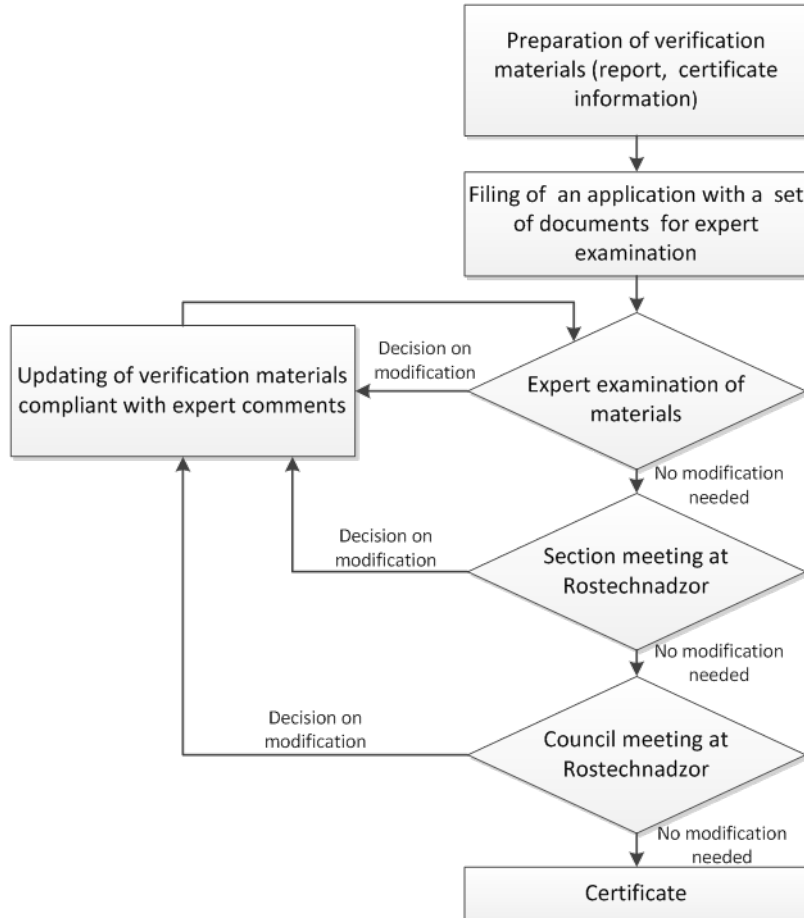 Preparation of verification
materials (report, certificate
information)
Filing of an application with a set
of documents for expert
examination
Decision on
modification
Updating of verification materials
compliant with expert comments
Expert examination of
materials
No modification
needed
Decision on
modification
Section meeting at
Rostechnadzor
No modification
needed
Decision on
modification
Council meeting at
Rostechnadzor
No modification
needed
Certificate